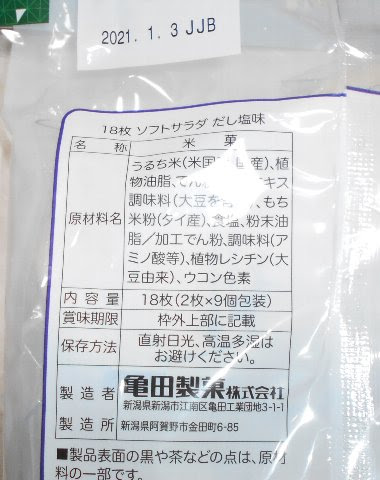 2021. 1. 3 JJB
18枚 ソフトサラダ だし塩味
名 称 米 菓
原材料名 うるち米(米国産、国産)、植
物油脂、でん キス
調味料(大豆を含む)、もち
米粉(タイ産)、食塩、粉末油
脂/加工でん粉、調味料(ア
ミノ酸等)、植物レシチン(大
豆由来)、ウコン色素
内 容 量 18枚(2枚×9個包装)
賞味期限 枠外上部に記載
保存方法 直射日光、高温多湿は
お避けください。
製 造 者 亀田製菓株式会社
新潟県新潟市江南区亀田工業団地3-1-1
製 造 所 新潟県阿賀野市金田町6-85
■製品表面の黒や茶などの点は、原材
料の一部です。